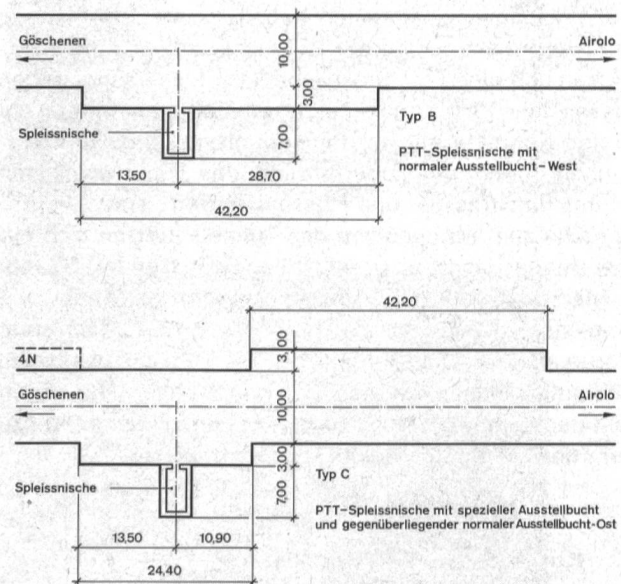 Göschenen
Airolo
10,00
3,00
Typ B
Spleissnische
7,00
PTT-Spleissnische mit
normaler Ausstellbucht-West
13,50
28,70
42,20
42,20
4N
3,00
Göschenen
Airolo
10,00
3,00
Typ C
Spleissnische
7,00
PTT-Spleissnische mit spezieller Ausstellbucht
und gegenüberliegender normaler Ausstellbucht-Ost
13,50
10,90
24,40